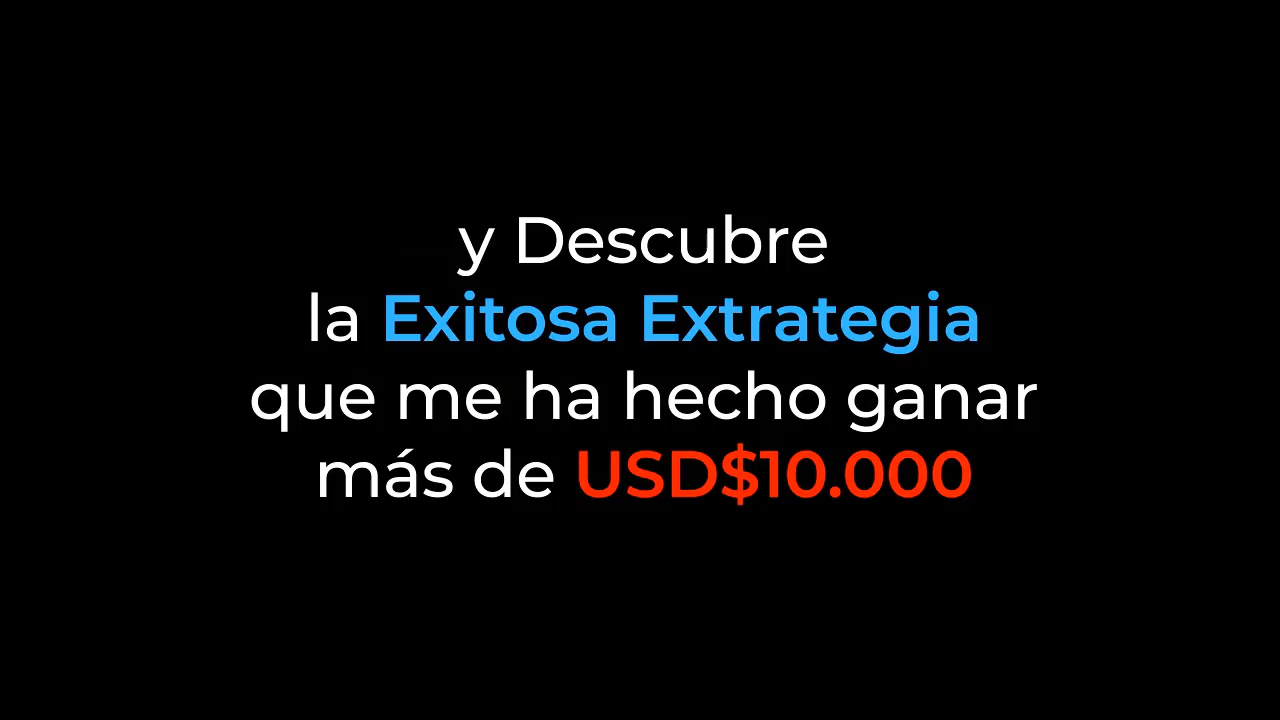 y Descubre
la Exitosa Extrategia
que me ha hecho ganar
más de USD$10.000